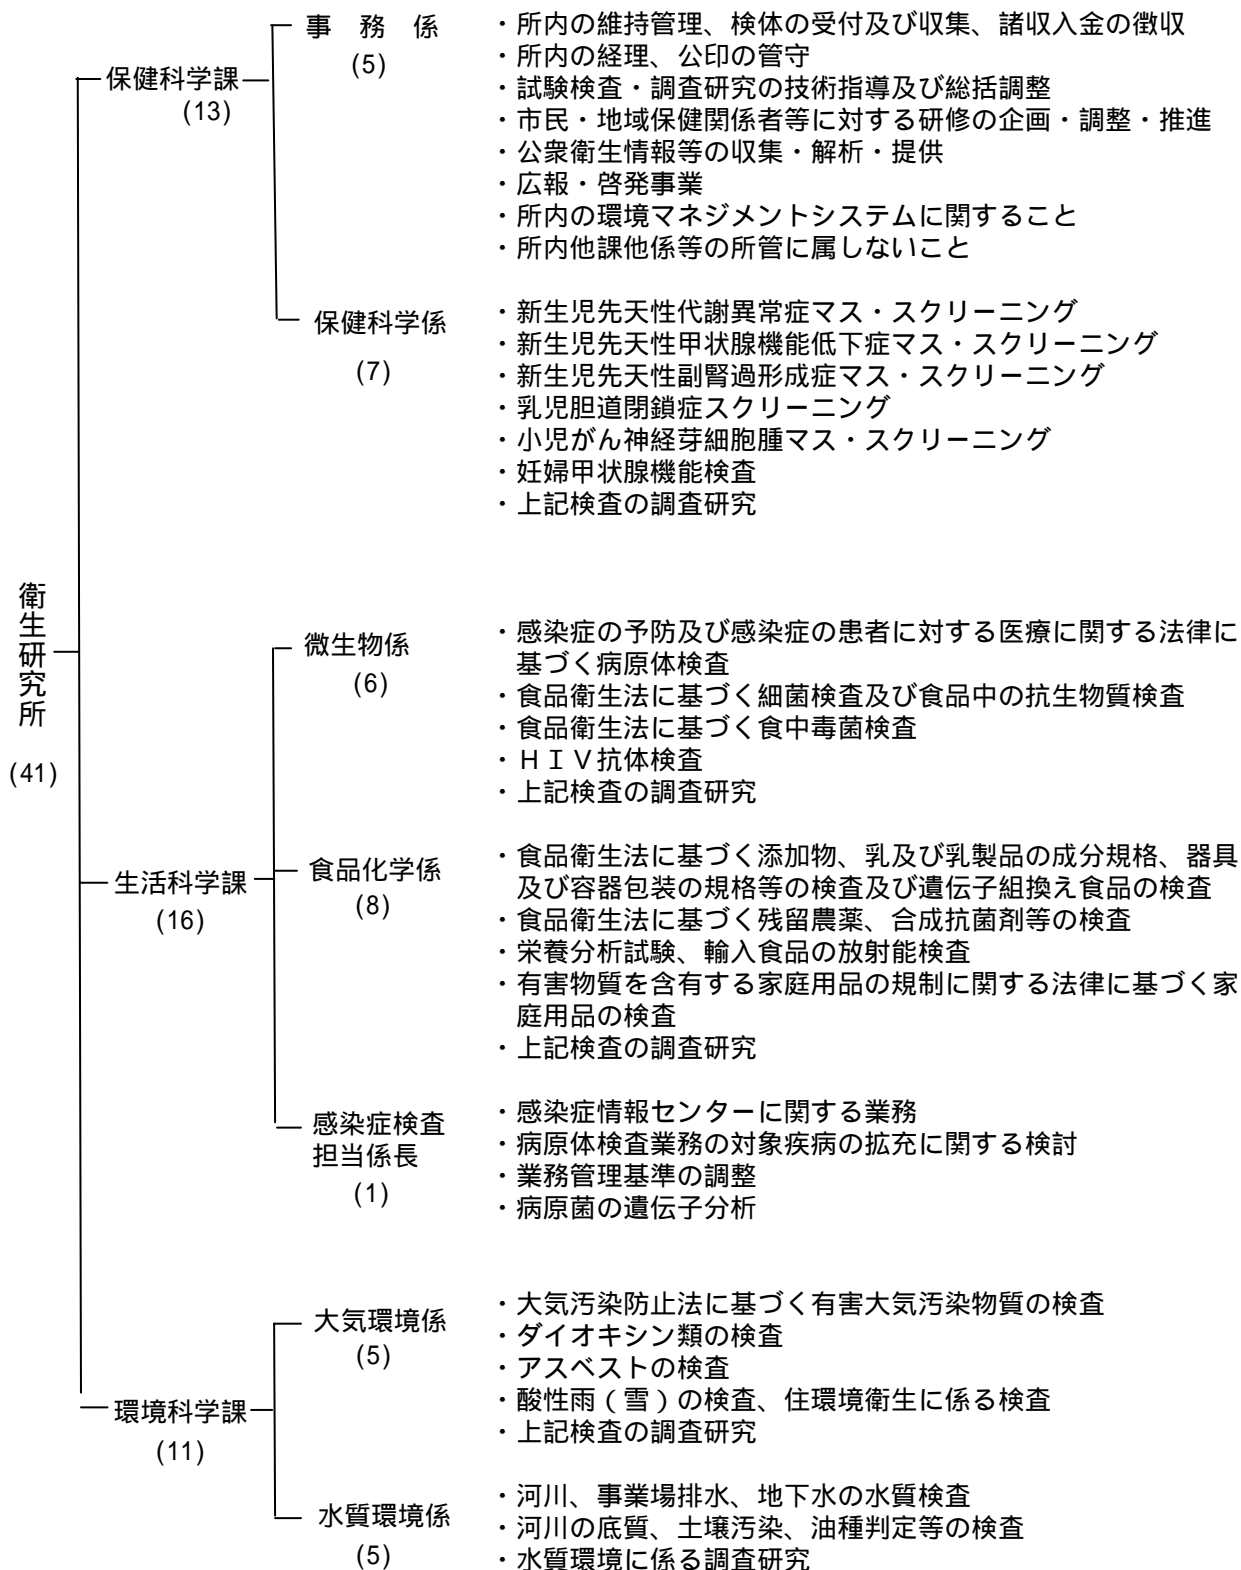 衛生研究所
(41)
保健科学課
(13)
事務係
(5)
・所内の維持管理、検体の受付及び収集、諸収入金の徴収
・所内の経理、公印の管守
・試験検査・調査研究の技術指導及び総括調整
・市民・地域保健関係者等に対する研修の企画・調整・推進
・公衆衛生情報等の収集・解析・提供
・広報・啓発事業
・所内の環境マネジメントシステムに関すること
・所内他課他係等の所管に属しないこと
保健科学係
(7)
・新生児先天性代謝異常症マス・スクリーニング
・新生児先天性甲状腺機能低下症マス・スクリーニング
・新生児先天性副腎過形成症マス・スクリーニング
・乳児胆道閉鎖症スクリーニング
・小児がん神経芽細胞腫マス・スクリーニング
・妊婦甲状腺機能検査
・上記検査の調査研究
生活科学課
(16)
微生物係
(6)
・感染症の予防及び感染症の患者に対する医療に関する法律に
基づく病原体検査
・食品衛生法に基づく細菌検査及び食品中の抗生物質検査
・食品衛生法に基づく食中毒菌検査
・ＨＩＶ抗体検査
・上記検査の調査研究
食品化学係
(8)
・食品衛生法に基づく添加物、乳及び乳製品の成分規格、器具
及び容器包装の規格等の検査及び遺伝子組換え食品の検査
・食品衛生法に基づく残留農薬、合成抗菌剤等の検査
・栄養分析試験、輸入食品の放射能検査
・有害物質を含有する家庭用品の規制に関する法律に基づく家
庭用品の検査
・上記検査の調査研究
感染症検査
担当係長
(1)
・感染症情報センターに関する業務
・病原体検査業務の対象疾病の拡充に関する検討
・業務管理基準の調整
・病原菌の遺伝子分析
環境科学課
(11)
大気環境係
(5)
・大気汚染防止法に基づく有害大気汚染物質の検査
・ダイオキシン類の検査
・アスベストの検査
・酸性雨（雪）の検査、住環境衛生に係る検査
・上記検査の調査研究
水質環境係
(5)
・河川、事業場排水、地下水の水質検査
・河川の底質、土壌汚染、油種判定等の検査
・水質環境に係る調査研究